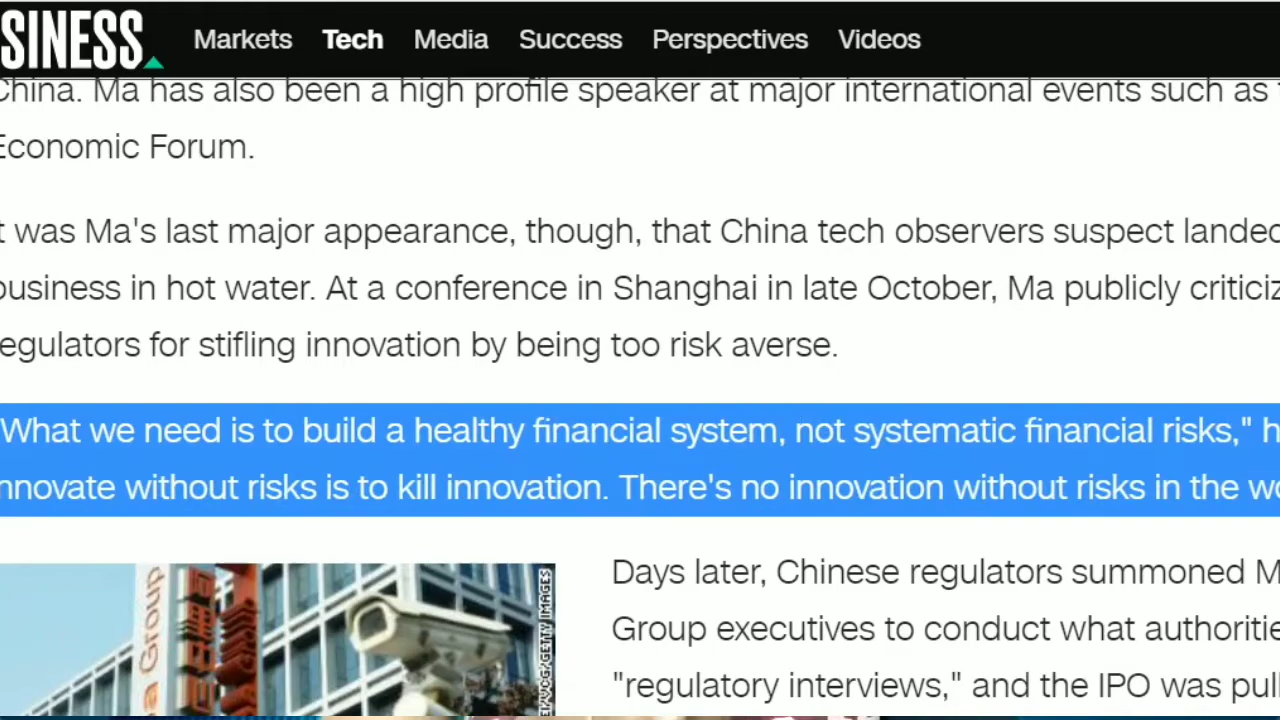 SINESS
Markets Tech Media Success Perspectives Videos
China. Ma has also been a high profile speaker at major international events such as
Economic Forum.
t was Ma's last major appearance, though, that China tech observers suspect landed
business in hot water. At a conference in Shanghai in late October, Ma publicly criticiz
regulators for stifling innovation by being too risk averse.
"What we need is to build a healthy financial system, not systematic financial risks," h
nnovate without risks is to kill innovation. There's no innovation without risks in the wo
a Group
Days later, Chinese regulators summoned M
Group executives to conduct what authoritie
"regulatory interviews," and the IPO was pull
VCG/GETTY IMAGES